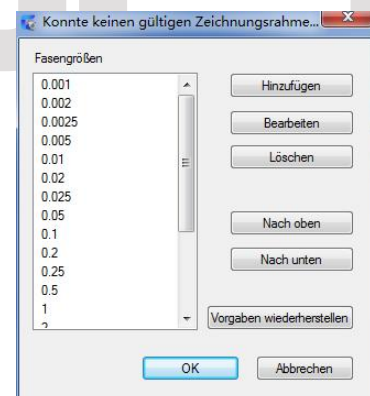 Konnte keinen gültigen Zeichnungsrahme...
Fasengrößen
0.001
0.002
0.0025
0.005
0.01
0.02
0.025
0.05
0.1
0.2
0.25
0.5
1
2
Hinzufügen
Bearbeiten
Löschen
Nach oben
Nach unten
Vorgaben wiederherstellen
OK
Abbrechen